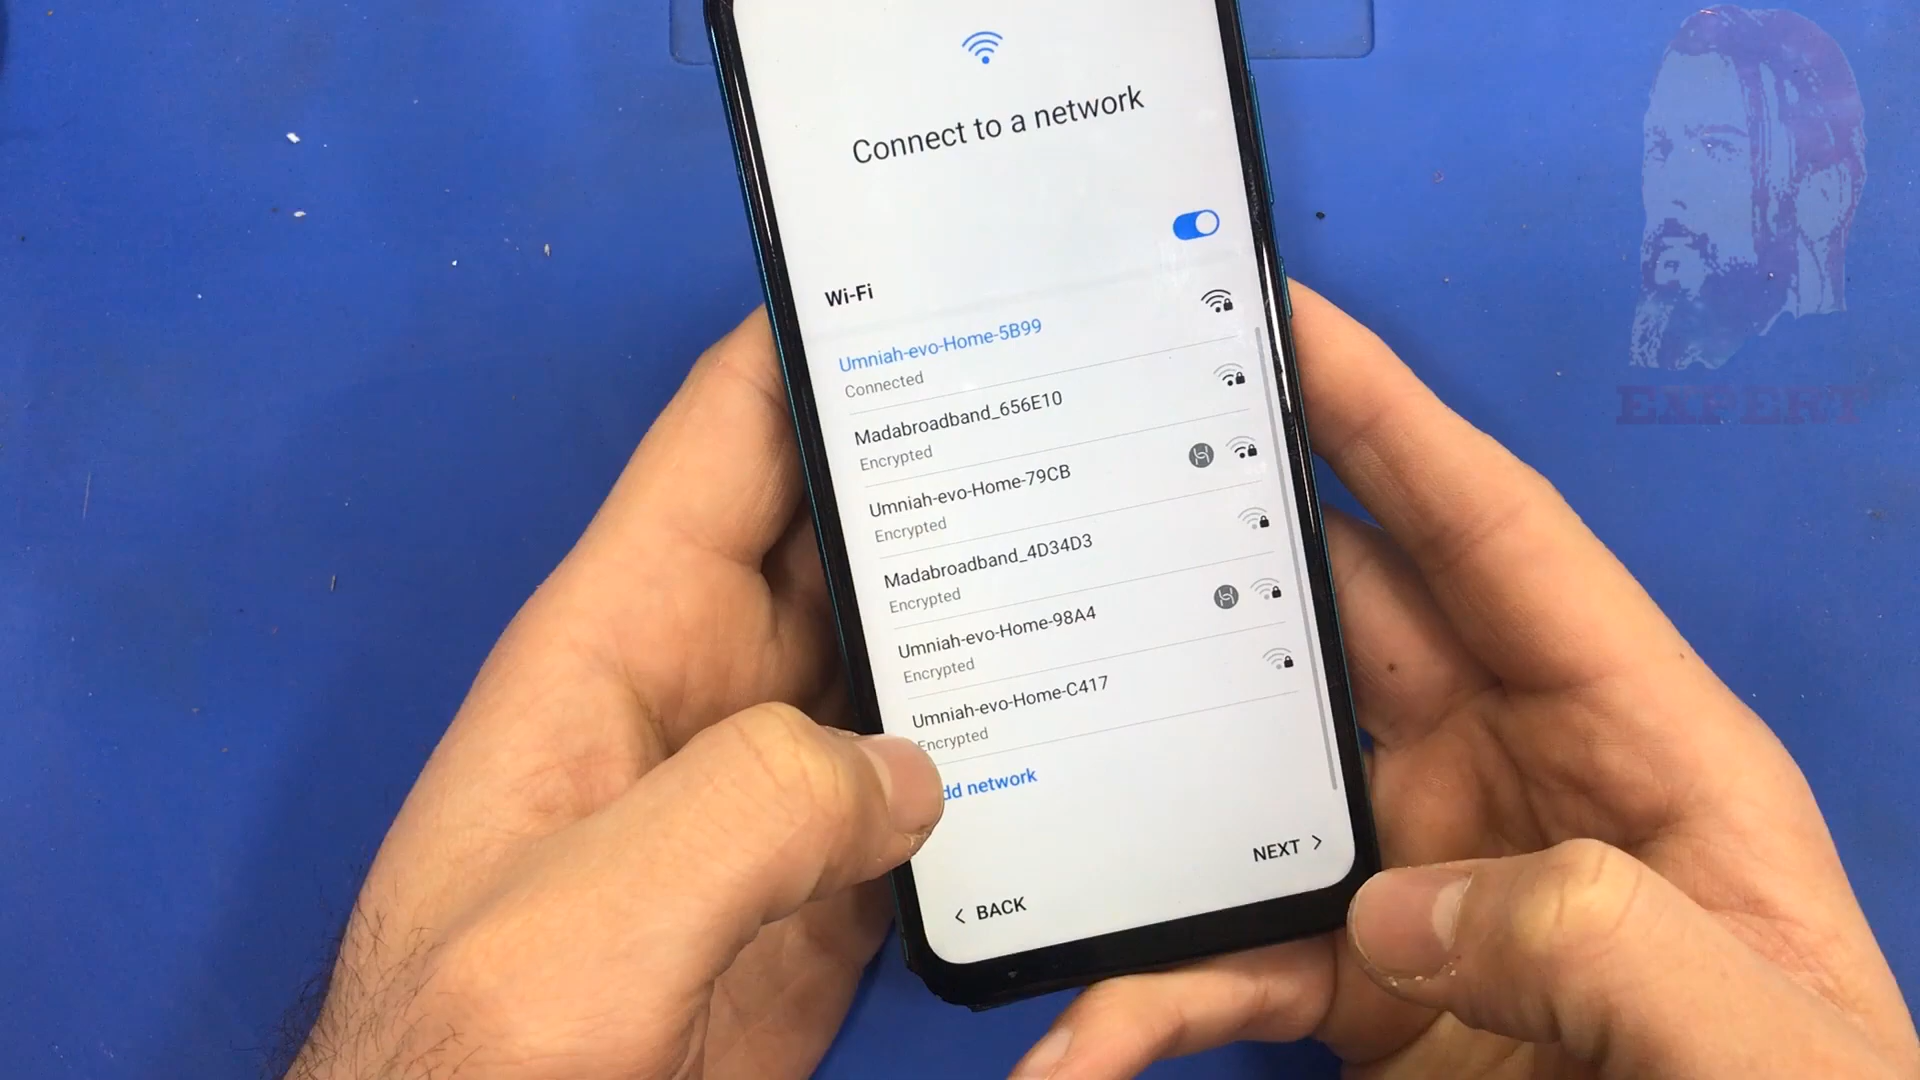 Connect to a network
Wi-Fi
Umniah-evo-Home-5B99
Connected
Madabroadband_656E10
Encrypted
Umniah-evo-Home-79CB
Encrypted
Madabroadband_4D34D3
Encrypted
Umniah-evo-Home-98A4
Encrypted
Umniah-evo-Home-C417
Encrypted
dd network
NEXT >
< BACK
EXPERT